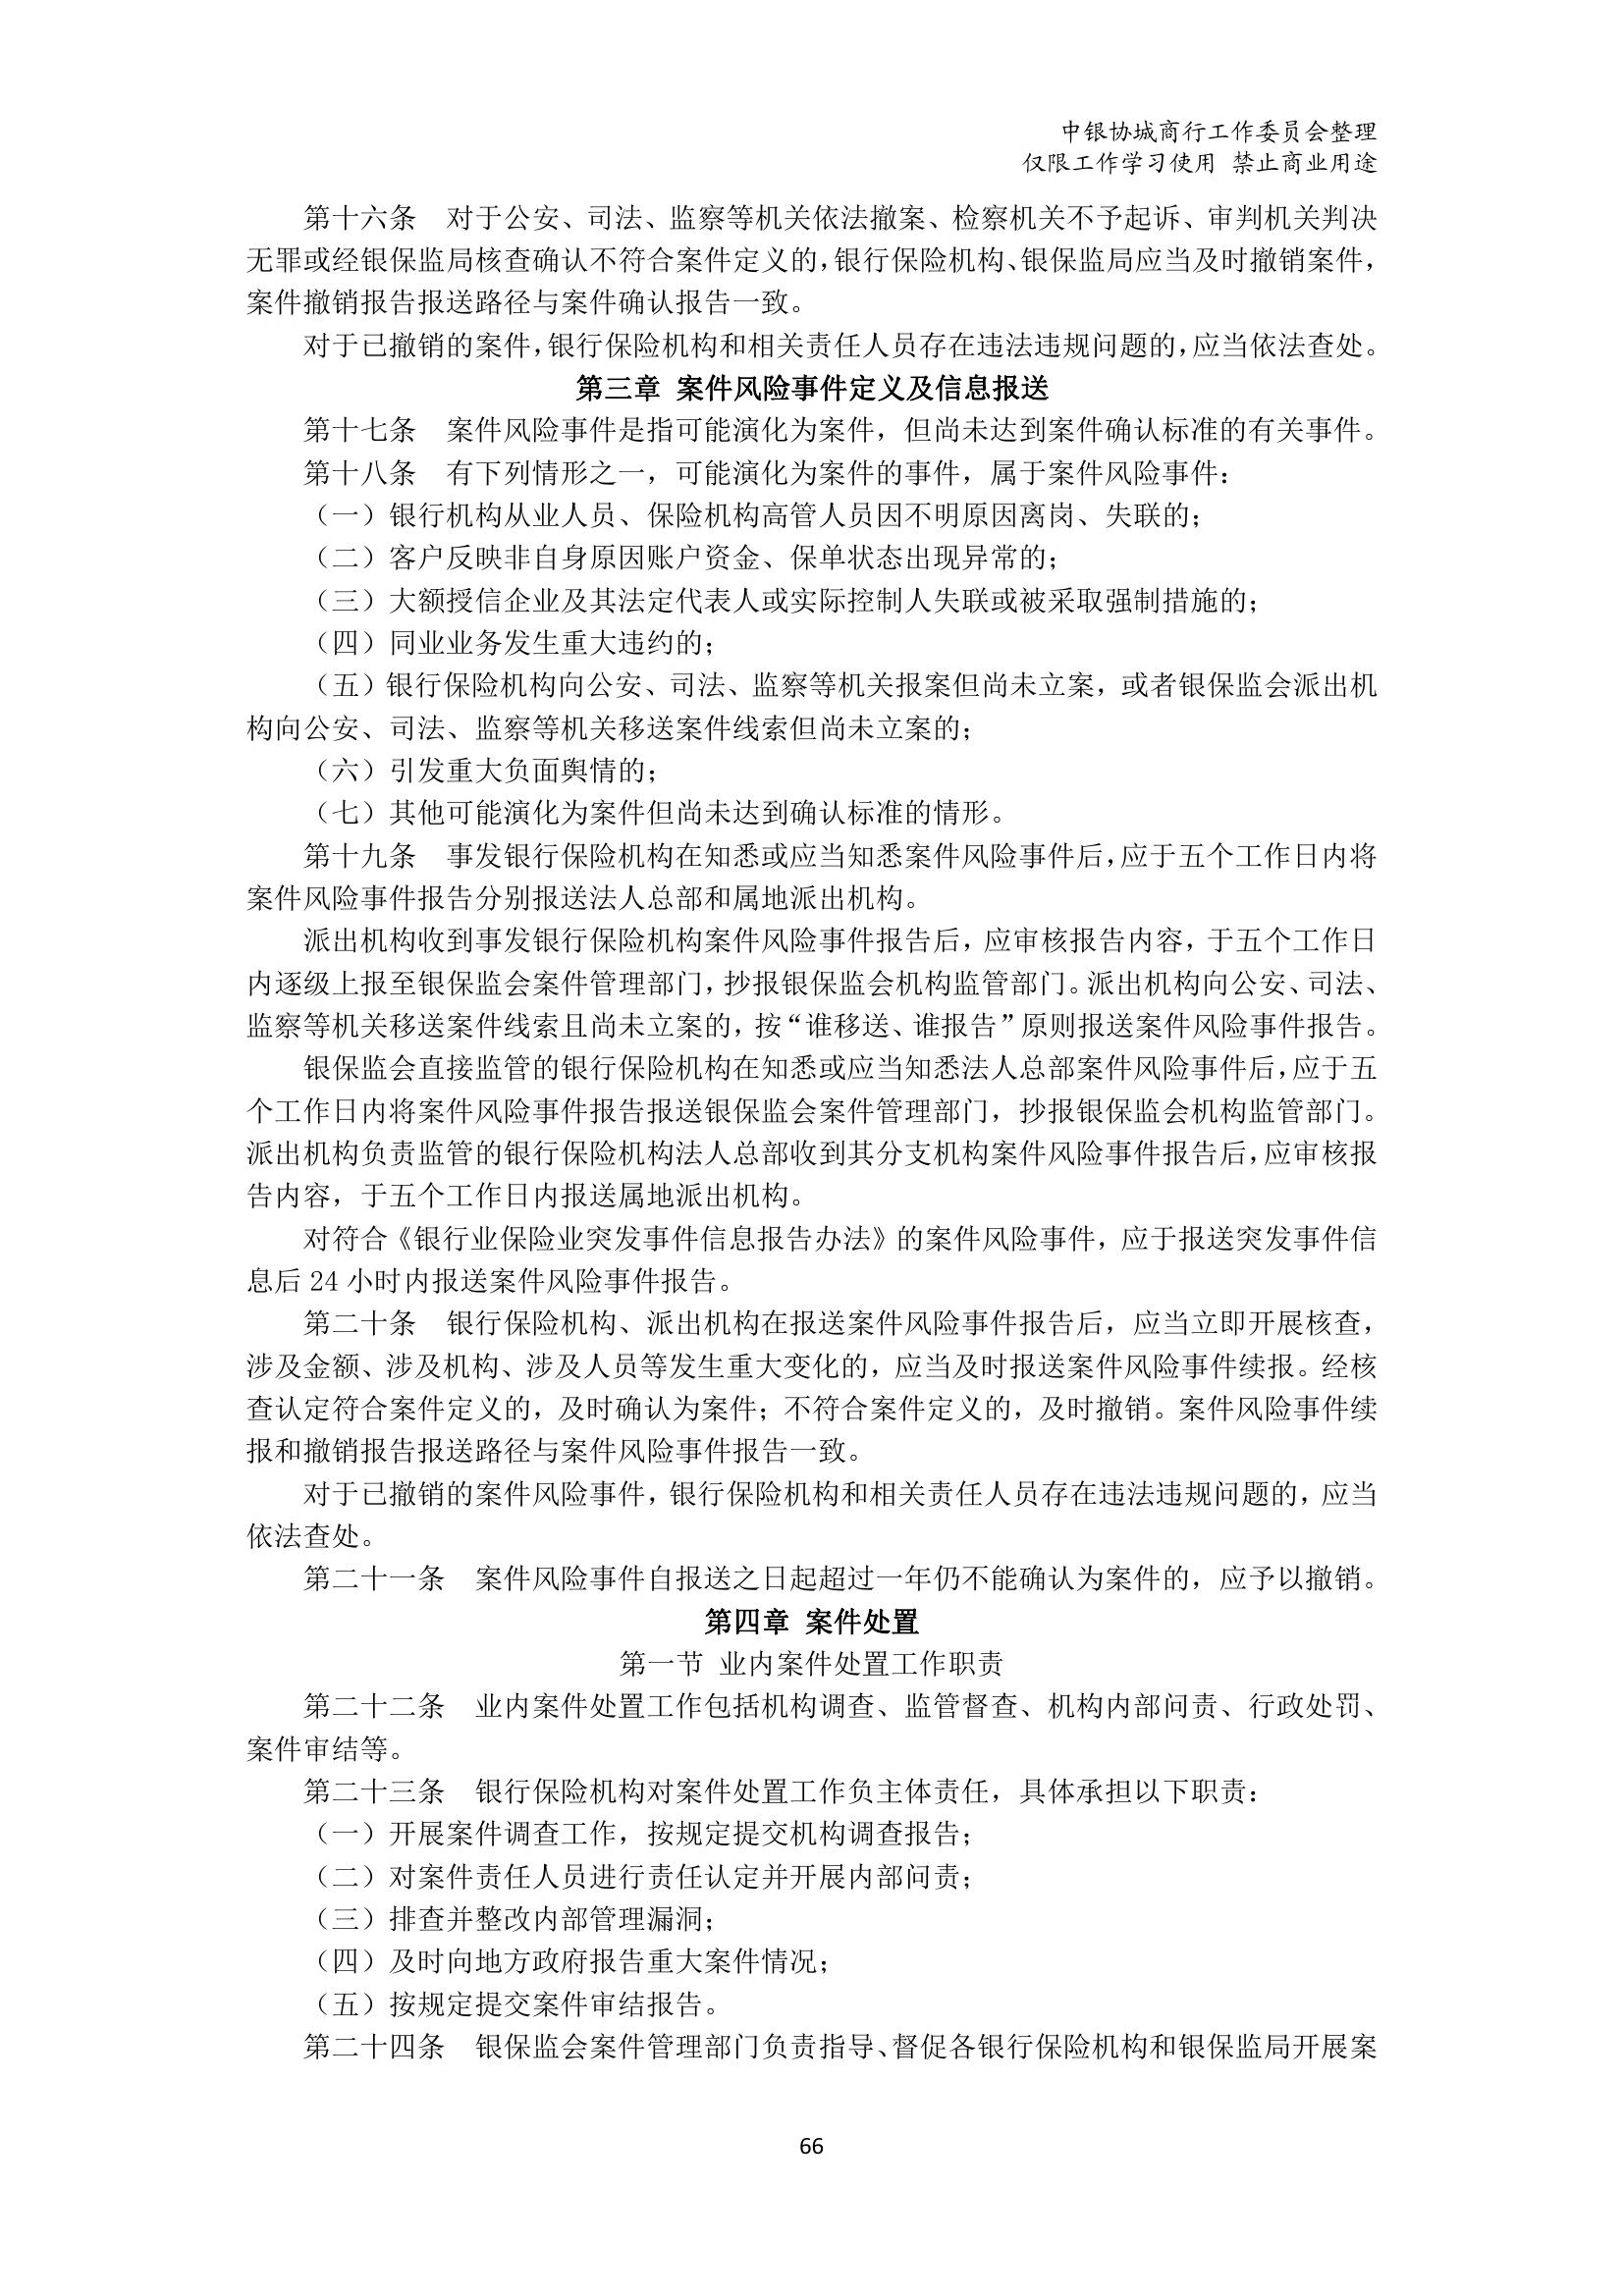 中银协城商行工作委员会整理
仅限工作学习使用 禁止商业用途
第十六条 对于公安、司法、监察等机关依法撤案、检察机关不予起诉、审判机关判决
无罪或经银保监局核查确认不符合案件定义的，银行保险机构、银保监局应当及时撤销案件，
案件撤销报告报送路径与案件确认报告一致。
对于已撤销的案件，银行保险机构和相关责任人员存在违法违规问题的，应当依法查处。
第三章 案件风险事件定义及信息报送
第十七条 案件风险事件是指可能演化为案件，但尚未达到案件确认标准的有关事件。
第十八条 有下列情形之一，可能演化为案件的事件，属于案件风险事件：
（一）银行机构从业人员、保险机构高管人员因不明原因离岗、失联的；
（二）客户反映非自身原因账户资金、保单状态出现异常的；
（三）大额授信企业及其法定代表人或实际控制人失联或被采取强制措施的；
（四）同业业务发生重大违约的；
（五）银行保险机构向公安、司法、监察等机关报案但尚未立案，或者银保监会派出机
构向公安、司法、监察等机关移送案件线索但尚未立案的；
（六）引发重大负面舆情的；
（七）其他可能演化为案件但尚未达到确认标准的情形。
第十九条 事发银行保险机构在知悉或应当知悉案件风险事件后，应于五个工作日内将
案件风险事件报告分别报送法人总部和属地派出机构。
派出机构收到事发银行保险机构案件风险事件报告后，应审核报告内容，于五个工作日
内逐级上报至银保监会案件管理部门，抄报银保监会机构监管部门。派出机构向公安、司法、
监察等机关移送案件线索且尚未立案的，按“谁移送、谁报告”原则报送案件风险事件报告。
银保监会直接监管的银行保险机构在知悉或应当知悉法人总部案件风险事件后，应于五
个工作日内将案件风险事件报告报送银保监会案件管理部门，抄报银保监会机构监管部门。
派出机构负责监管的银行保险机构法人总部收到其分支机构案件风险事件报告后，应审核报
告内容，于五个工作日内报送属地派出机构。
对符合《银行业保险业突发事件信息报告办法》的案件风险事件，应于报送突发事件信
息后 24 小时内报送案件风险事件报告。
第二十条 银行保险机构、派出机构在报送案件风险事件报告后，应当立即开展核查，
涉及金额、涉及机构、涉及人员等发生重大变化的，应当及时报送案件风险事件续报。经核
查认定符合案件定义的，及时确认为案件；不符合案件定义的，及时撤销。案件风险事件续
报和撤销报告报送路径与案件风险事件报告一致。
对于已撤销的案件风险事件，银行保险机构和相关责任人员存在违法违规问题的，应当
依法查处。
第二十一条 案件风险事件自报送之日起超过一年仍不能确认为案件的，应予以撤销。
第四章 案件处置
第一节 业内案件处置工作职责
第二十二条 业内案件处置工作包括机构调查、监管督查、机构内部问责、行政处罚、
案件审结等。
第二十三条 银行保险机构对案件处置工作负主体责任，具体承担以下职责：
（一）开展案件调查工作，按规定提交机构调查报告；
（二）对案件责任人员进行责任认定并开展内部问责；
（三）排查并整改内部管理漏洞；
（四）及时向地方政府报告重大案件情况；
（五）按规定提交案件审结报告。
第二十四条 银保监会案件管理部门负责指导、督促各银行保险机构和银保监局开展案
66